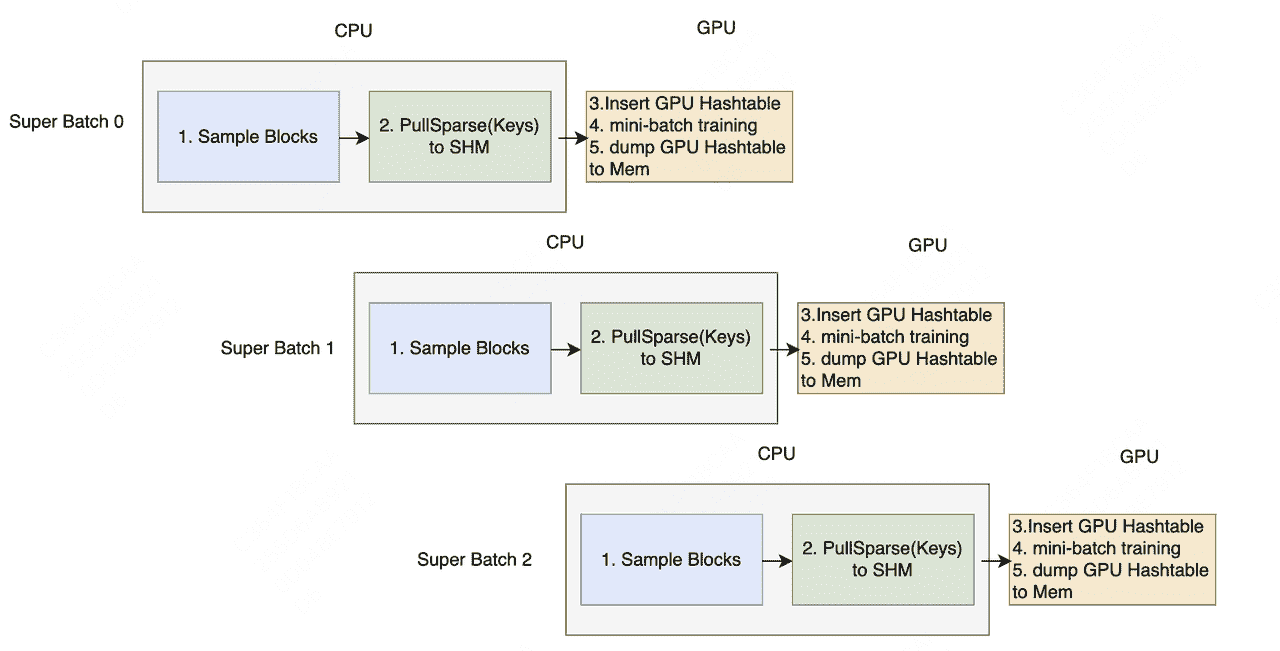 CPU
GPU
Super Batch 0
1. Sample Blocks
2. PullSparse(Keys)
to SHM
3.Insert GPU Hashtable
4. mini-batch training
5. dump GPU Hashtable
to Mem
CPU
GPU
Super Batch 1
1. Sample Blocks
2. PullSparse(Keys)
to SHM
3.Insert GPU Hashtable
4. mini-batch training
5. dump GPU Hashtable
to Mem
CPU
GPU
Super Batch 2
1. Sample Blocks
2. PullSparse(Keys)
to SHM
3.Insert GPU Hashtable
4. mini-batch training
5. dump GPU Hashtable
to Mem